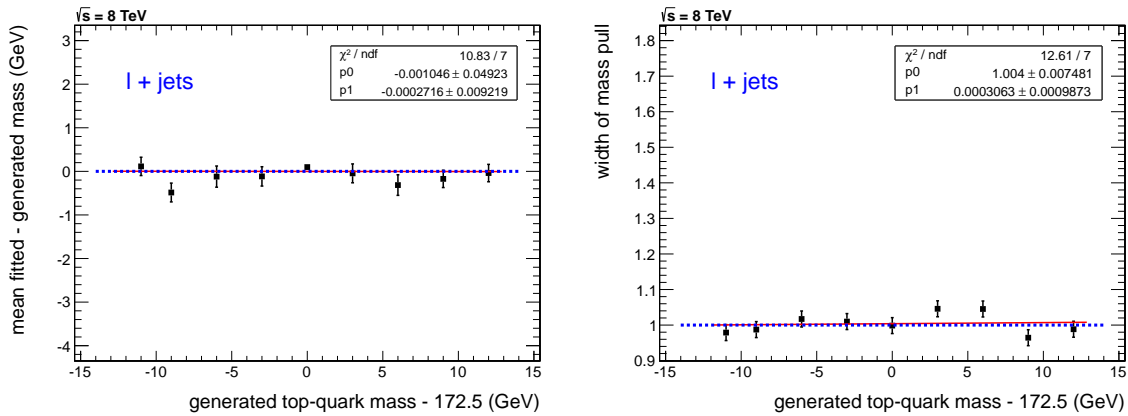 √s = 8 TeV
mean fitted - generated mass (GeV)
3
2
1
0
-1
-2
-3
-4
l + jets
χ² / ndf 10.83 / 7
p0 -0.001046 ± 0.04923
p1 -0.0002716 ± 0.009219
-15 -10 -5 0 5 10 15
generated top-quark mass - 172.5 (GeV)
√s = 8 TeV
width of mass pull
1.8
1.7
1.6
1.5
1.4
1.3
1.2
1.1
1
0.9
l + jets
χ² / ndf 12.61 / 7
p0 1.004 ± 0.007481
p1 0.0003063 ± 0.0009873
-15 -10 -5 0 5 10 15
generated top-quark mass - 172.5 (GeV)